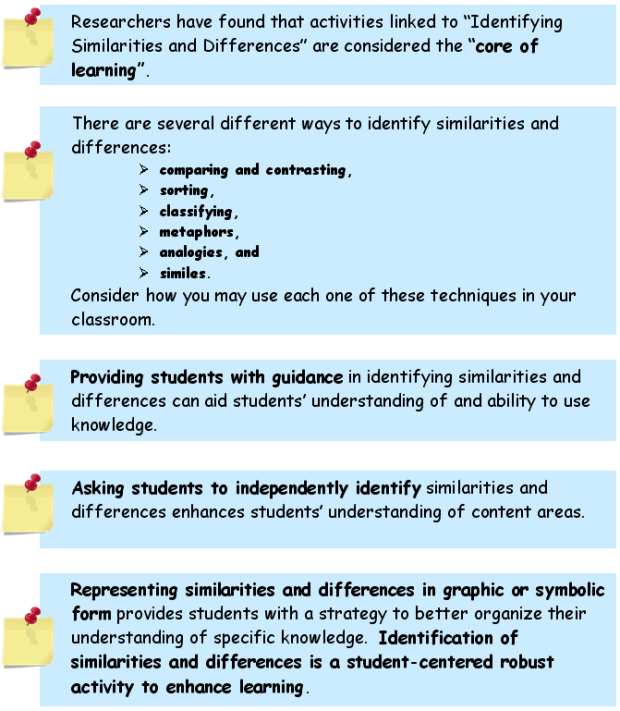 Researchers have found that activities linked to “Identifying
Similarities and Differences” are considered the “core of
learning”.
There are several different ways to identify similarities and
differences:
➢ comparing and contrasting,
➢ sorting,
➢ classifying,
➢ metaphors,
➢ analogies, and
➢ similes.
Consider how you may use each one of these techniques in your
classroom.
Providing students with guidance in identifying similarities and
differences can aid students’ understanding of and ability to use
knowledge.
Asking students to independently identify similarities and
differences enhances students’ understanding of content areas.
Representing similarities and differences in graphic or symbolic
form provides students with a strategy to better organize their
understanding of specific knowledge. Identification of
similarities and differences is a student-centered robust
activity to enhance learning.